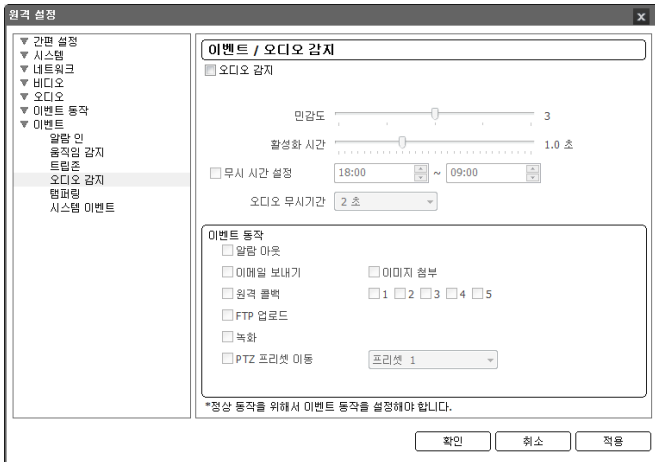 원격 설정
간편 설정
시스템
네트워크
비디오
오디오
이벤트 동작
이벤트
알람 인
움직임 감지
트립존
오디오 감지
탬퍼링
시스템 이벤트
이벤트 / 오디오 감지
오디오 감지
민감도 3
활성화 시간 1.0 초
무시 시간 설정 18:00 ~ 09:00
오디오 무시기간 2 초
이벤트 동작
알람 아웃
이메일 보내기 이미지 첨부
원격 콜백 1 2 3 4 5
FTP 업로드
녹화
PTZ 프리셋 이동 프리셋 1
*정상 동작을 위해서 이벤트 동작을 설정해야 합니다.
확인 취소 적용